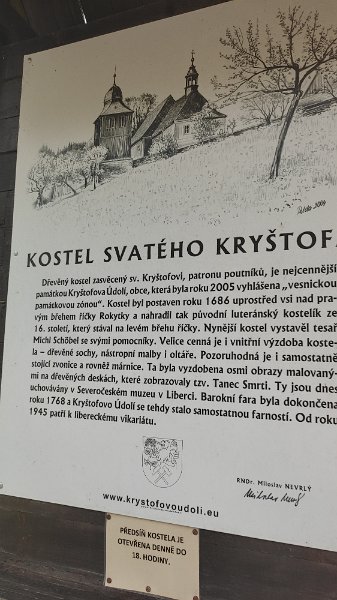 KOSTEL SVATÉHO KRYŠTOFA
Dřevěný kostel zasvěcený sv. Kryštofovi, patronu poutníků, je nejcennější
památkou Kryštofova Údolí, obce, která byla roku 2005 vyhlášena „vesnickou
památkovou zónou“. Kostel byl postaven roku 1686 uprostřed vsi nad pra-
vým břehem říčky Rokytky a nahradil tak původní luteránský kostelík ze
16. století, který stával na levém břehu říčky. Nynější kostel vystavěl tesař
Michl Schöbel se svými pomocníky. Velice cenná je i vnitřní výzdoba koste-
la – dřevěné sochy, nástropní malby i oltáře. Pozoruhodná je i samostatně
stojící zvonice a rovněž márnice. Ta byla vyzdobena osmi obrazy malovaný-
mi na dřevěných deskách, které zobrazovaly tzv. Tanec Smrti. Ty jsou dnes
uchovávány v Severočeském muzeu v Liberci. Barokní fara byla dokončena
roku 1768 a Kryštofovo Údolí se tehdy stalo samostatnou farností. Od roku
1945 patří k libereckému vikariátu.
RNDr. Miloslav NEVRLÝ
www.krystofovoudoli.eu
PŘEDSÍŇ KOSTELA JE
OTEVŘENA DENNĚ DO
18. HODINY.